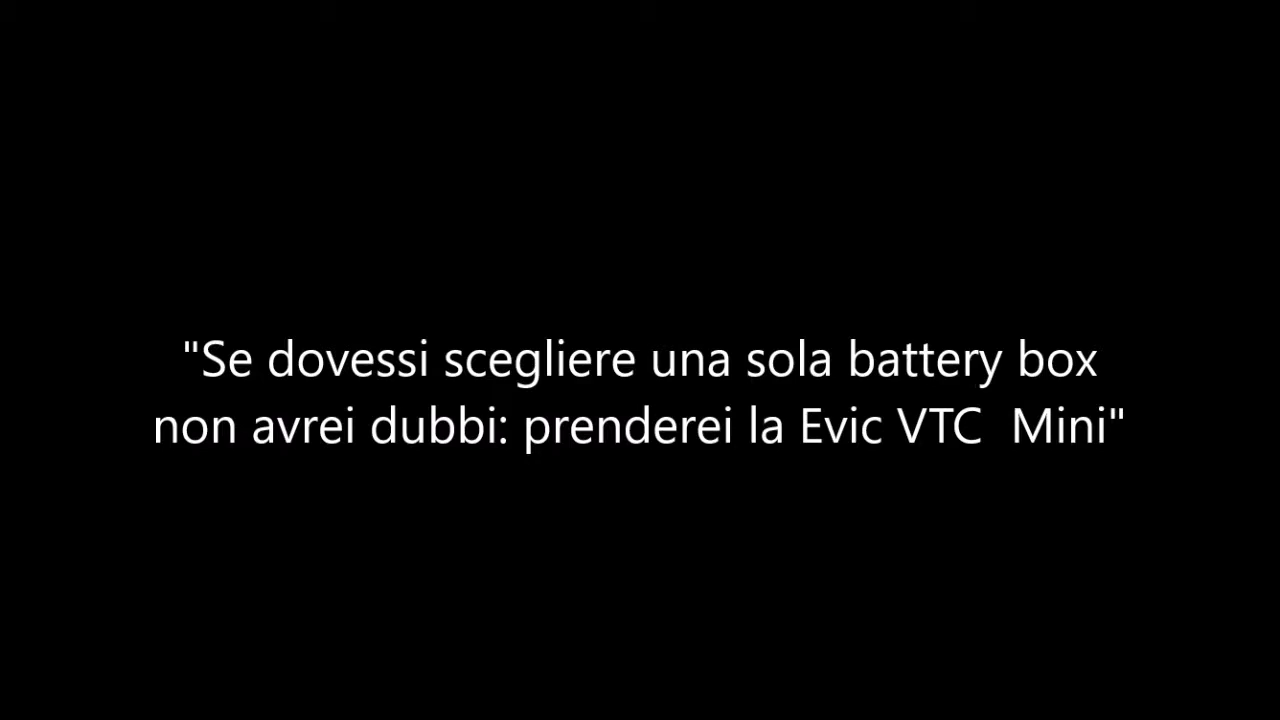 "Se dovessi scegliere una sola battery box
non avrei dubbi: prenderei la Evic VTC  Mini"